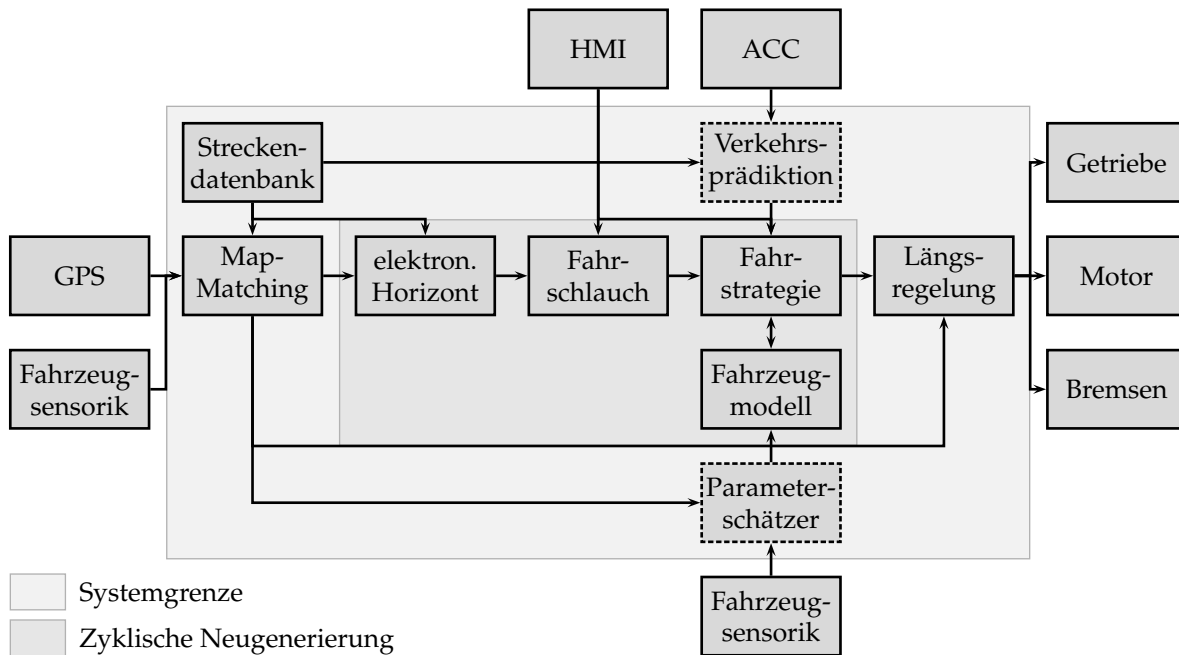 HMI
ACC
Strecken-
datenbank
Verkehrs-
prädiktion
Getriebe
GPS
Map-
Matching
elektron.
Horizont
Fahr-
schlauch
Fahr-
strategie
Längs-
regelung
Motor
Fahrzeug-
sensorik
Fahrzeug-
modell
Bremsen
Parameter-
schätzer
Fahrzeug-
sensorik
Systemgrenze
Zyklische Neugenerierung